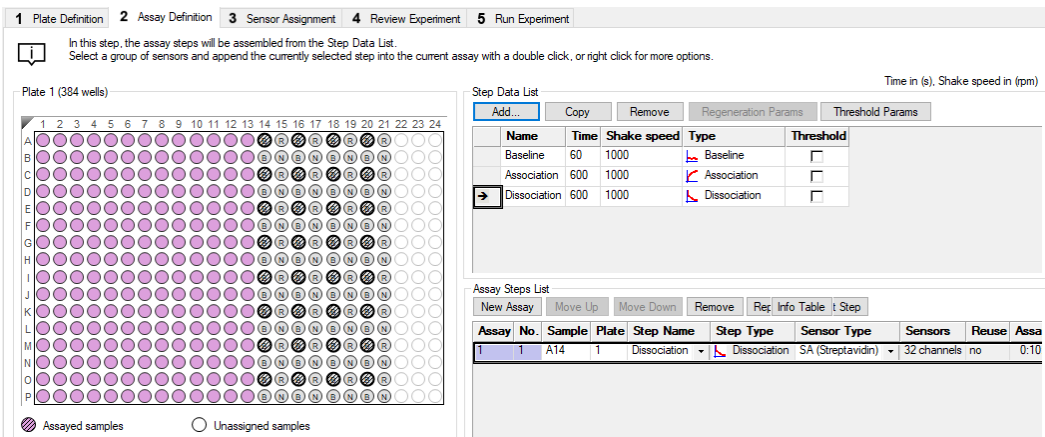 1 Plate Definition 2 Assay Definition 3 Sensor Assignment 4 Review Experiment 5 Run Experiment
In this step, the assay steps will be assembled from the Step Data List.
Select a group of sensors and append the currently selected step into the current assay with a double click, or right click for more options.
Time in (s), Shake speed in (rpm)
Plate 1 (384 wells)
1 2 3 4 5 6 7 8 9 10 11 12 13 14 15 16 17 18 19 20 21 22 23 24
A R R R R
B B N B N B N B N
C R R R R
D B N B N B N B N
E R R R R
F B N B N B N B N
G R R R R
H B N B N B N B N
I R R R R
J B N B N B N B N
K R R R R
L B N B N B N B N
M R R R R
N B N B N B N B N
O R R R R
P B N B N B N B N
Assayed samples Unassigned samples
Step Data List
Add... Copy Remove Regeneration Params Threshold Params
Name Time Shake speed Type Threshold
Baseline 60 1000 Baseline
Association 600 1000 Association
Dissociation 600 1000 Dissociation
Assay Steps List
New Assay Move Up Move Down Remove Rep Info Table t Step
Assay No. Sample Plate Step Name Step Type Sensor Type Sensors Reuse Assa
1 1 A14 1 Dissociation Dissociation SA (Streptavidin) 32 channels no 0:10